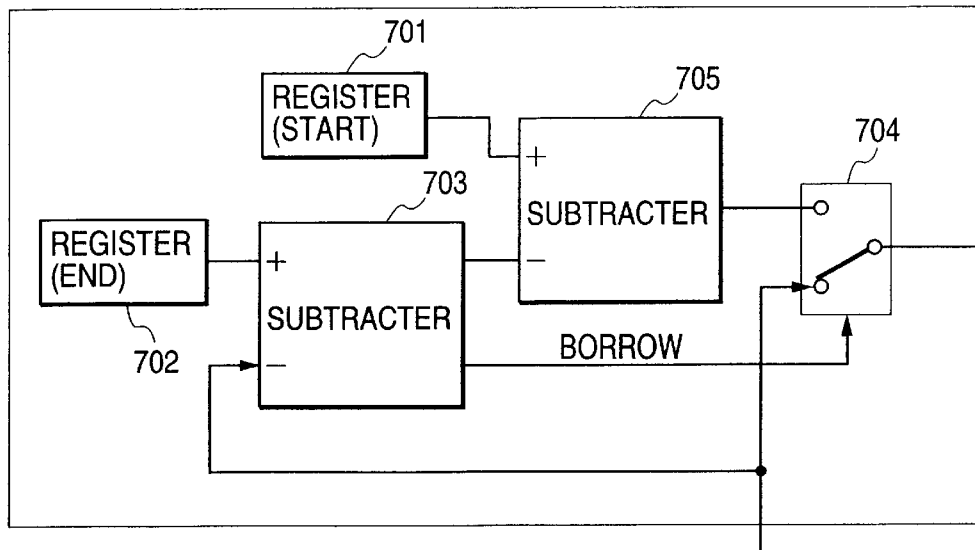 701
REGISTER
(START)
705
+
SUBTRACTER
−
704
703
REGISTER
(END)
702
+
SUBTRACTER
−
BORROW